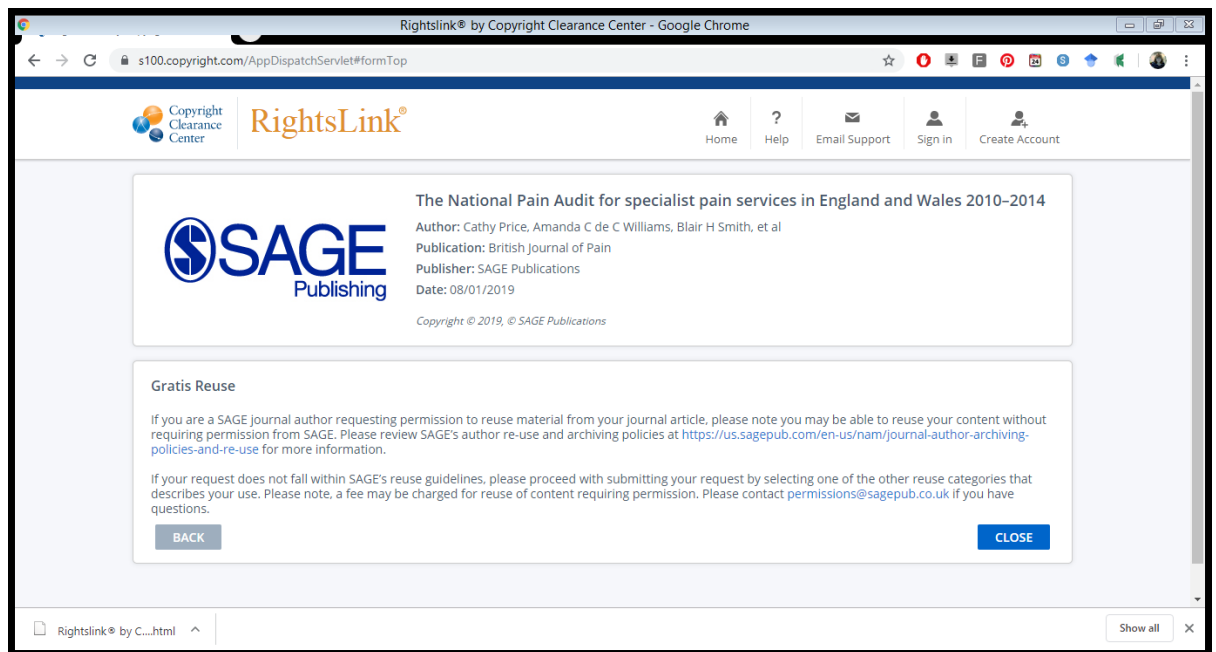 Rightslink® by Copyright Clearance Center - Google Chrome
s100.copyright.com/AppDispatchServlet#formTop
Copyright
Clearance
Center
RightsLink®
Home
Help
Email Support
Sign in
Create Account
SAGE
Publishing
The National Pain Audit for specialist pain services in England and Wales 2010–2014
Author: Cathy Price, Amanda C de C Williams, Blair H Smith, et al
Publication: British Journal of Pain
Publisher: SAGE Publications
Date: 08/01/2019
Copyright © 2019, © SAGE Publications
Gratis Reuse
If you are a SAGE journal author requesting permission to reuse material from your journal article, please note you may be able to reuse your content without
requiring permission from SAGE. Please review SAGE's author re-use and archiving policies at https://us.sagepub.com/en-us/nam/journal-author-archiving-
policies-and-re-use for more information.
If your request does not fall within SAGE's reuse guidelines, please proceed with submitting your request by selecting one of the other reuse categories that
describes your use. Please note, a fee may be charged for reuse of content requiring permission. Please contact permissions@sagepub.co.uk if you have
questions.
BACK
CLOSE
Rightslink® by C....html
Show all